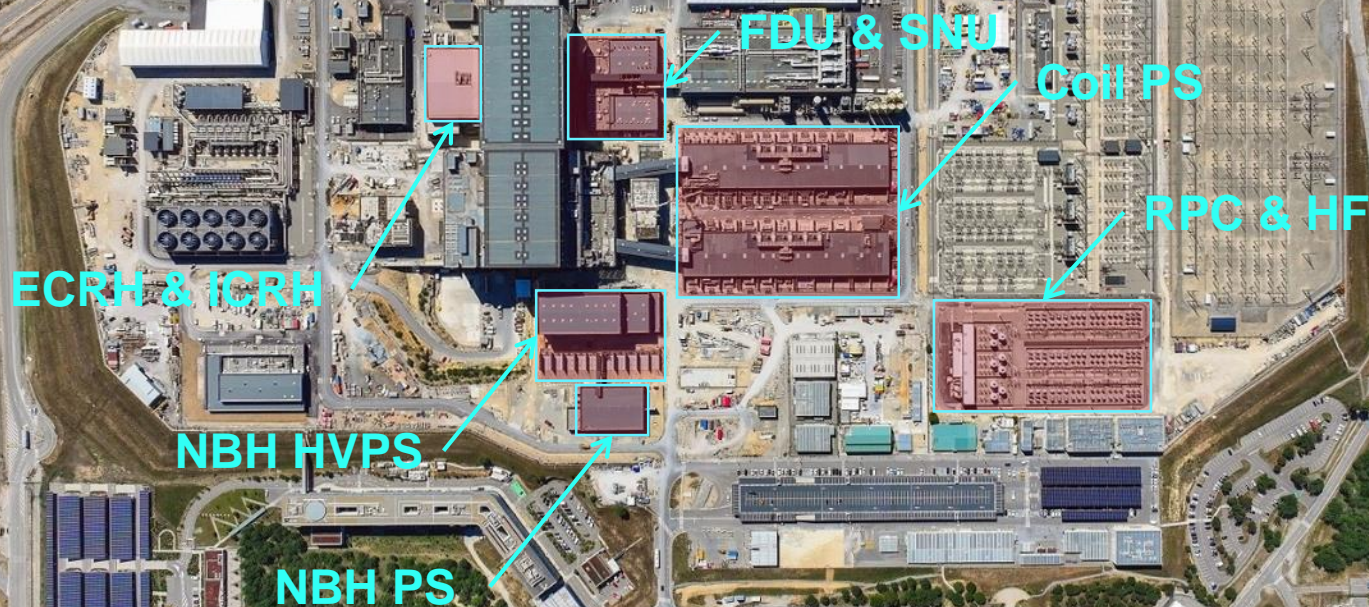 FDU & SNU
Coil PS
RPC & HF
ECRH & ICRH
NBH HVPS
NBH PS